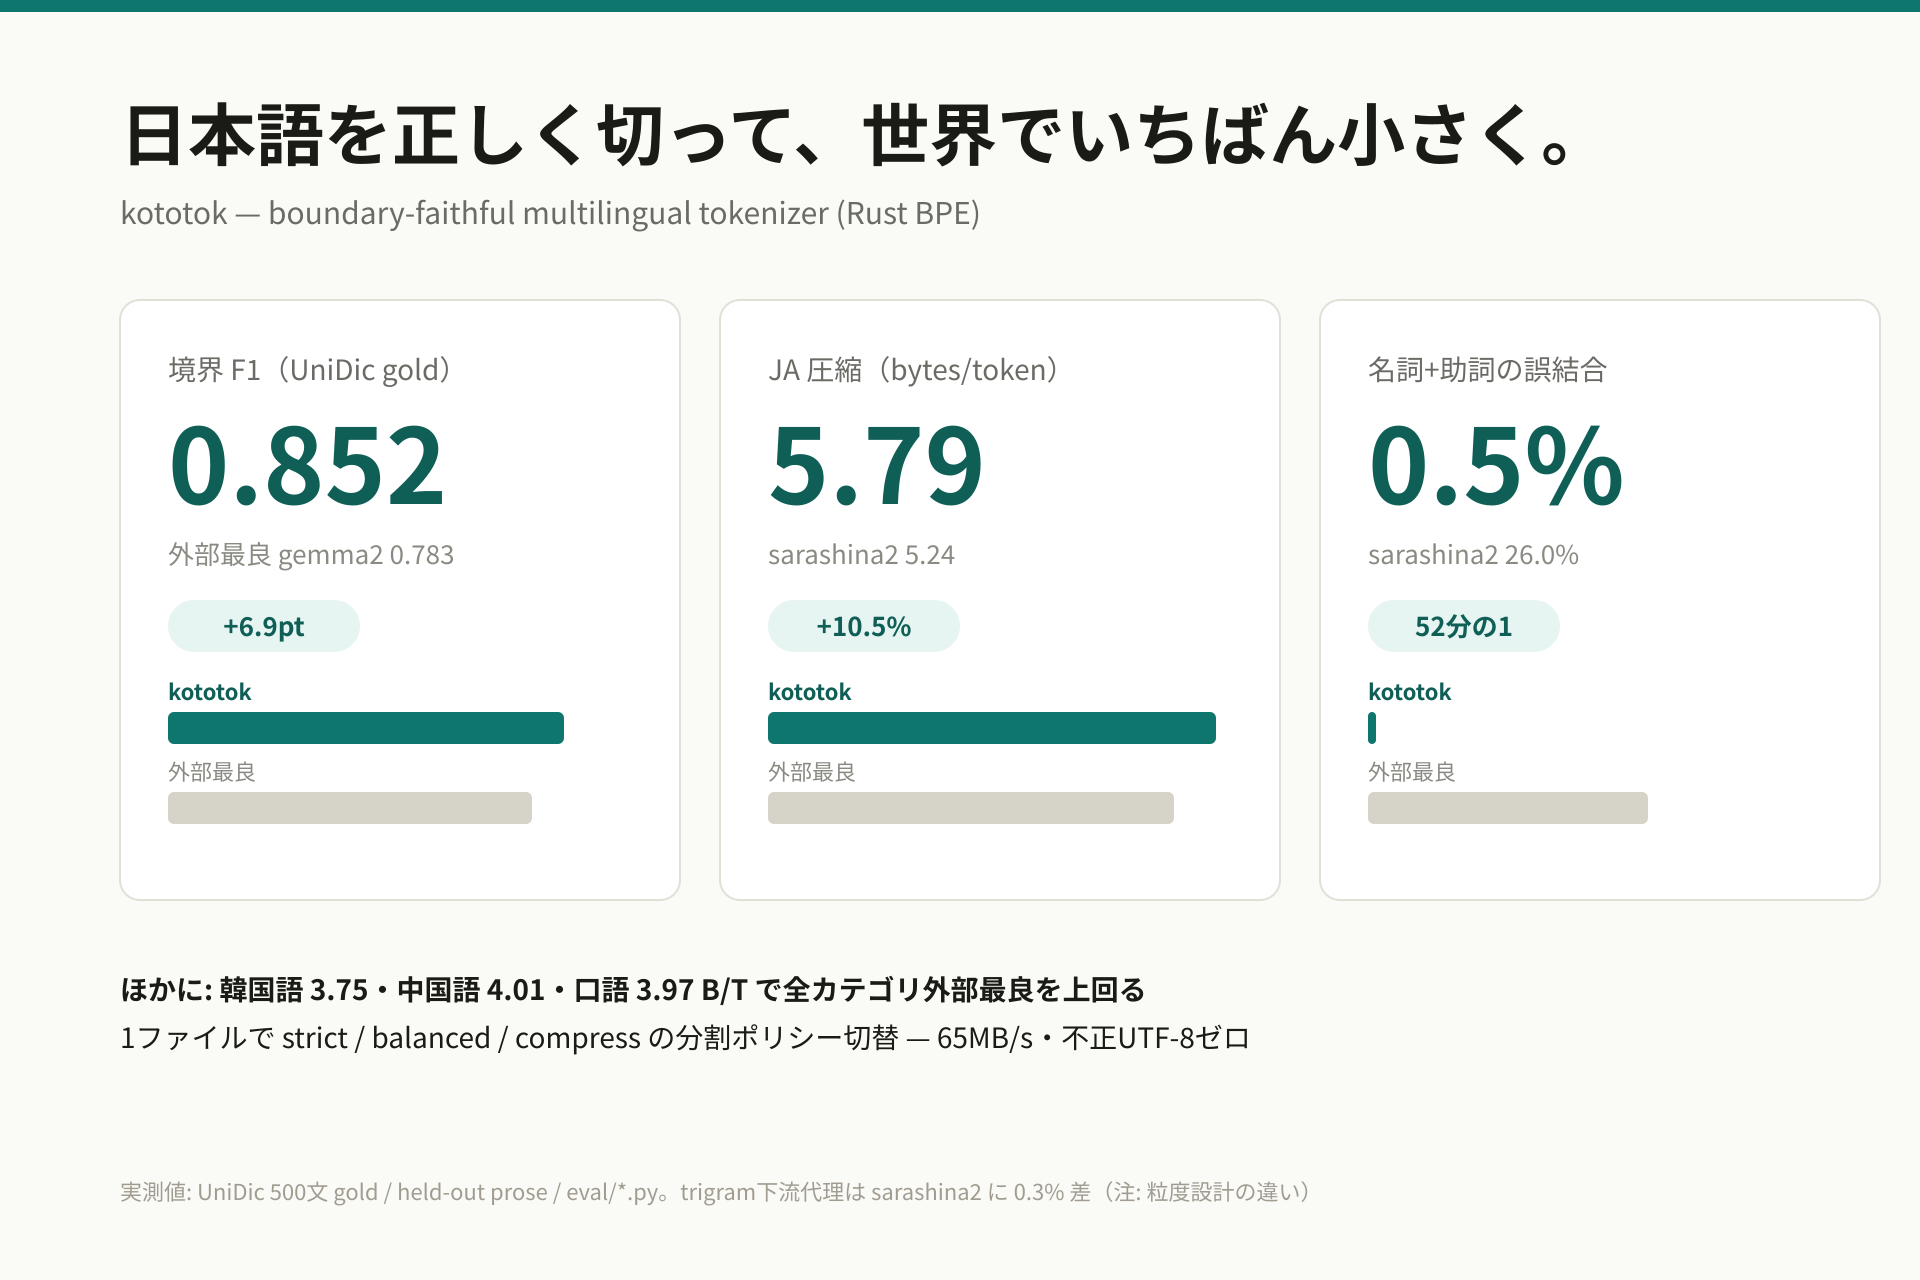 日本語を正しく切って、世界でいちばん小さく。
kototok — boundary-faithful multilingual tokenizer (Rust BPE)
境界 F1（UniDic gold）
0.852
外部最良 gemma2 0.783
+6.9pt
kototok
外部最良
JA 圧縮（bytes/token）
5.79
sarashina2 5.24
+10.5%
kototok
外部最良
名詞+助詞の誤結合
0.5%
sarashina2 26.0%
52分の1
kototok
外部最良
ほかに: 韓国語 3.75・中国語 4.01・口語 3.97 B/T で全カテゴリ外部最良を上回る
1ファイルで strict / balanced / compress の分割ポリシー切替 — 65MB/s・不正UTF-8ゼロ
実測値: UniDic 500文 gold / held-out prose / eval/*.py。trigram下流代理は sarashina2 に 0.3% 差（注: 粒度設計の違い）